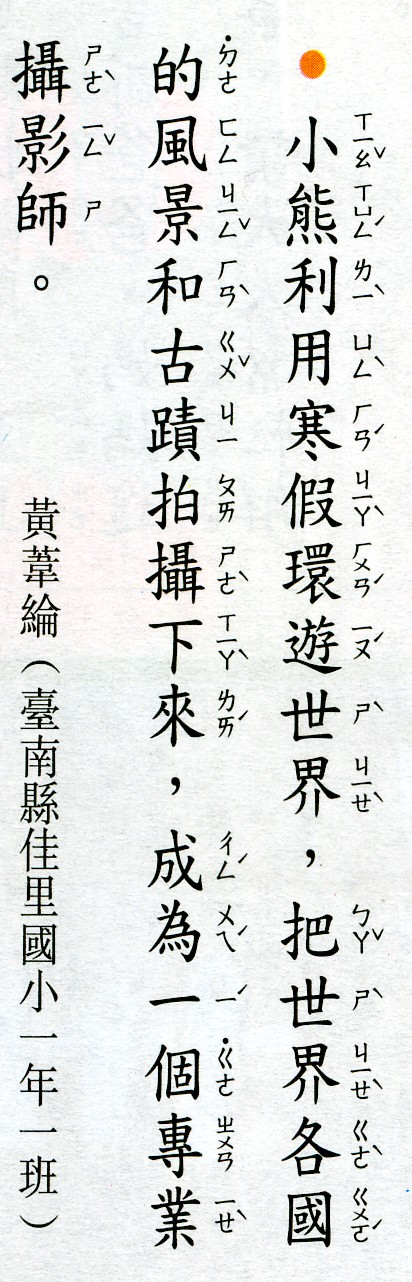 小熊利用寒假環遊世界，把世界各國
的風景和古蹟拍攝下來，成為一個專業
攝影師。
黃葦綸（臺南縣佳里國小一年一班）